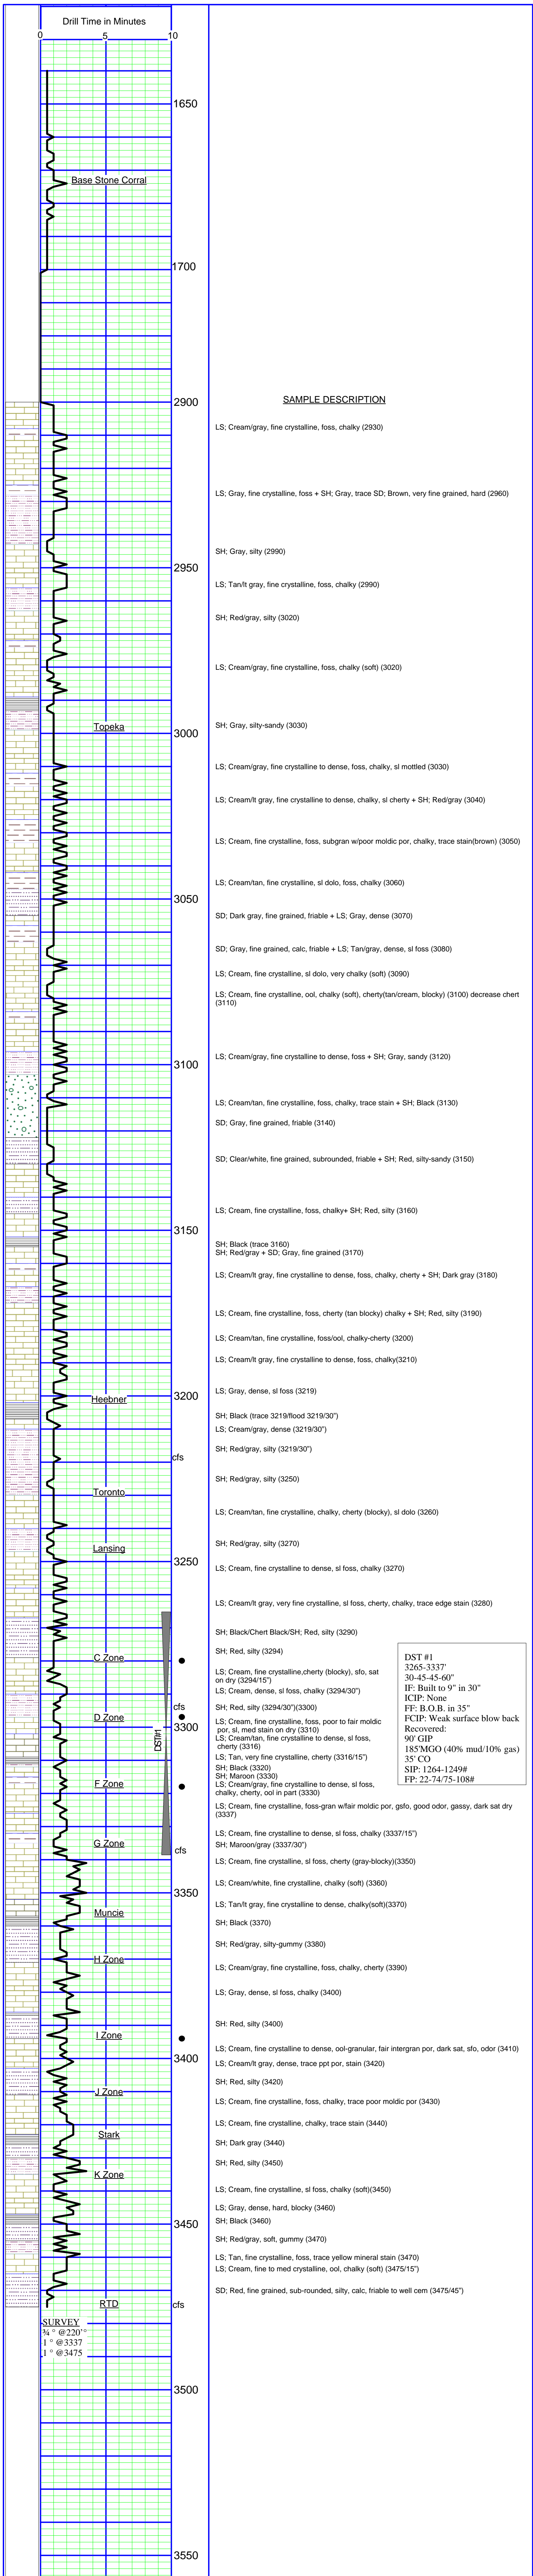 Drill Time in Minutes
0 5 10
1650
Base Stone Corral
1700
2900
SAMPLE DESCRIPTION
LS; Cream/gray, fine crystalline, foss, chalky (2930)
LS; Gray, fine crystalline, foss + SH; Gray, trace SD; Brown, very fine grained, hard (2960)
SH; Gray, silty (2990)
2950
LS; Tan/lt gray, fine crystalline, foss, chalky (2990)
SH; Red/gray, silty (3020)
LS; Cream/gray, fine crystalline, foss, chalky (soft) (3020)
Topeka
SH; Gray, silty-sandy (3030)
3000
LS; Cream/gray, fine crystalline to dense, foss, chalky, sl mottled (3030)
LS; Cream/lt gray, fine crystalline to dense, chalky, sl cherty + SH; Red/gray (3040)
LS; Cream, fine crystalline, foss, subgran w/poor moldic por, chalky, trace stain(brown) (3050)
LS; Cream/tan, fine crystalline, sl dolo, foss, chalky (3060)
3050
SD; Dark gray, fine grained, friable + LS; Gray, dense (3070)
SD; Gray, fine grained, calc, friable + LS; Tan/gray, dense, sl foss (3080)
LS; Cream, fine crystalline, sl dolo, very chalky (soft) (3090)
LS; Cream, fine crystalline, ool, chalky (soft), cherty(tan/cream, blocky) (3100) decrease chert
(3110)
LS; Cream/gray, fine crystalline to dense, foss + SH; Gray, sandy (3120)
3100
LS; Cream/tan, fine crystalline, foss, chalky, trace stain + SH; Black (3130)
SD; Gray, fine grained, friable (3140)
SD; Clear/white, fine grained, subrounded, friable + SH; Red, silty-sandy (3150)
LS; Cream, fine crystalline, foss, chalky+ SH; Red, silty (3160)
3150
SH; Black (trace 3160)
SH; Red/gray + SD; Gray, fine grained (3170)
LS; Cream/lt gray, fine crystalline to dense, foss, chalky, cherty + SH; Dark gray (3180)
LS; Cream, fine crystalline, foss, cherty (tan blocky) chalky + SH; Red, silty (3190)
LS; Cream/tan, fine crystalline, foss/ool, chalky-cherty (3200)
LS; Cream/lt gray, fine crystalline to dense, foss, chalky(3210)
LS; Gray, dense, sl foss (3219)
3200
Heebner
SH; Black (trace 3219/flood 3219/30")
LS; Cream/gray, dense (3219/30")
SH; Red/gray, silty (3219/30")
cfs
SH; Red/gray, silty (3250)
Toronto
LS; Cream/tan, fine crystalline, chalky, cherty (blocky), sl dolo (3260)
SH; Red/gray, silty (3270)
Lansing
3250
LS; Cream, fine crystalline to dense, sl foss, chalky (3270)
LS; Cream/lt gray, very fine crystalline, sl foss, cherty, chalky, trace edge stain (3280)
SH; Black/Chert Black/SH; Red, silty (3290)
SH; Red, silty (3294)
C Zone
LS; Cream, fine crystalline,cherty (blocky), sfo, sat
on dry (3294/15")
LS; Cream, dense, sl foss, chalky (3294/30")
cfs
SH; Red, silty (3294/30")(3300)
D Zone
3300
LS; Cream, fine crystalline, foss, poor to fair moldic
por, sl, med stain on dry (3310)
LS; Cream/tan, fine crystalline to dense, sl foss,
cherty (3316)
DST#1
LS; Tan, very fine crystalline, cherty (3316/15")
SH; Black (3320)
SH; Maroon (3330)
F Zone
LS; Cream/gray, fine crystalline to dense, sl foss,
chalky, cherty, ool in part (3330)
DST #1
3265-3337'
30-45-45-60"
IF: Built to 9" in 30"
ICIP: None
FF: B.O.B. in 35"
FCIP: Weak surface blow back
Recovered:
90' GIP
185'MGO (40% mud/10% gas)
35' CO
SIP: 1264-1249#
FP: 22-74/75-108#
LS; Cream, fine crystalline, foss-gran w/fair moldic por, gsfo, good odor, gassy, dark sat dry
(3337)
LS; Cream, fine crystalline to dense, sl foss, chalky (3337/15")
G Zone
SH; Maroon/gray (3337/30")
cfs
LS; Cream, fine crystalline, sl foss, cherty (gray-blocky)(3350)
LS; Cream/white, fine crystalline, chalky (soft) (3360)
3350
LS; Tan/lt gray, fine crystalline to dense, chalky(soft)(3370)
Muncie
SH; Black (3370)
SH; Red/gray, silty-gummy (3380)
H Zone
LS; Cream/gray, fine crystalline, foss, chalky, cherty (3390)
LS; Gray, dense, sl foss, chalky (3400)
SH: Red, silty (3400)
I Zone
LS; Cream, fine crystalline to dense, ool-granular, fair intergran por, dark sat, sfo, odor (3410)
3400
LS; Cream/lt gray, dense, trace ppt por, stain (3420)
SH; Red, silty (3420)
J Zone
LS; Cream, fine crystalline, foss, chalky, trace poor moldic por (3430)
LS; Cream, fine crystalline, chalky, trace stain (3440)
Stark
SH; Dark gray (3440)
SH; Red, silty (3450)
K Zone
LS; Cream, fine crystalline, sl foss, chalky (soft)(3450)
LS; Gray, dense, hard, blocky (3460)
3450
SH; Black (3460)
SH; Red/gray, soft, gummy (3470)
LS; Tan, fine crystalline, foss, trace yellow mineral stain (3470)
LS; Cream, fine to med crystalline, ool, chalky (soft) (3475/15")
SD; Red, fine grained, sub-rounded, silty, calc, friable to well cem (3475/45")
RTD
cfs
SURVEY
¾ ° @220'°
1 ° @3337
1 ° @3475
3500
3550